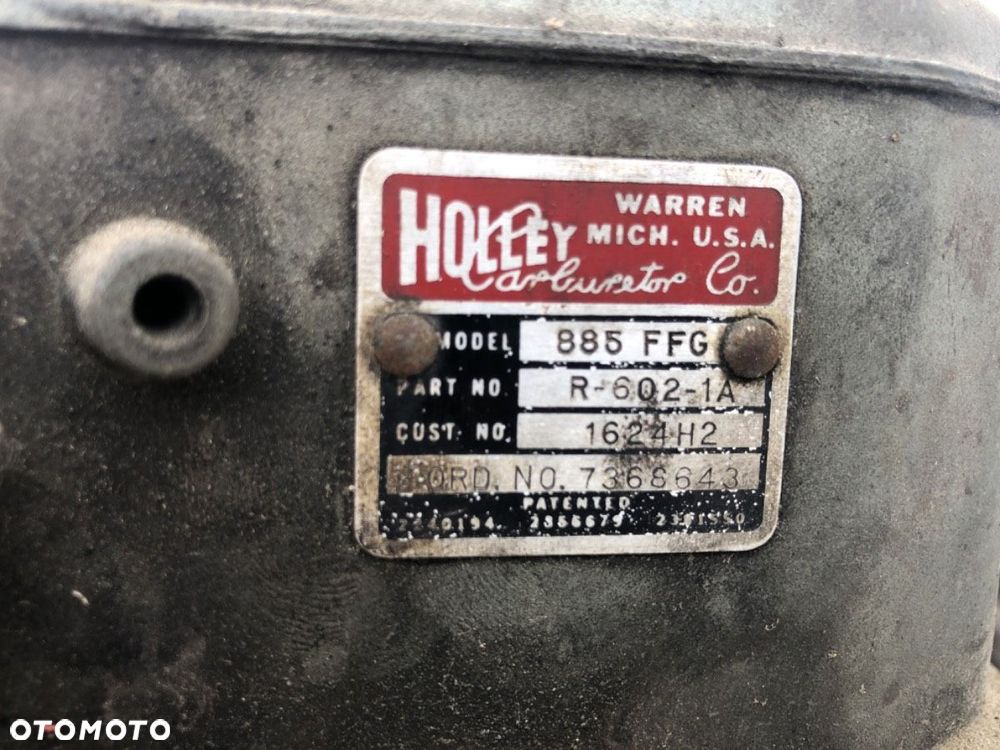 HOLLEY
WARREN
MICH. U.S.A.
Carburetor Co.
MODEL 885 FFG
PART NO. R-602-1A
CUST. NO. 1624H2
ORD. NO. 7368643
PATENTED
OTOMOTO